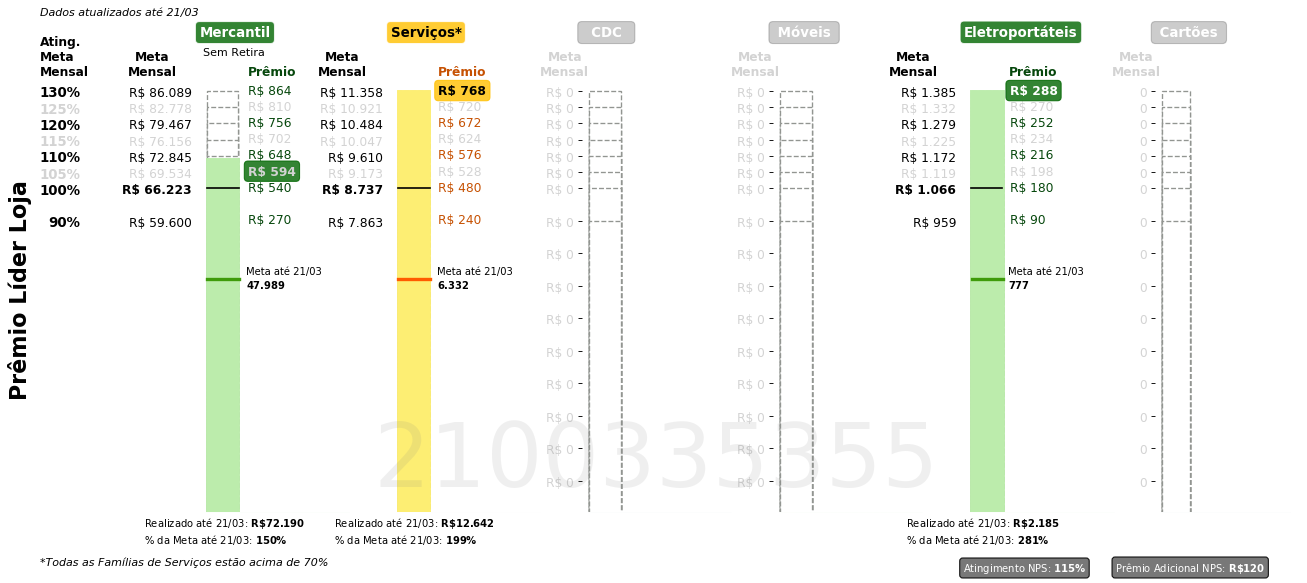 Dados atualizados até 21/03
Mercantil Serviços* CDC Móveis Eletroportáteis Cartões
Sem Retira
Ating. Meta Mensal
Meta Mensal Prêmio Meta Mensal Prêmio Meta Mensal Meta Mensal Meta Mensal Prêmio Meta Mensal
130% R$ 86.089 R$ 864 R$ 11.358 R$ 768 R$ 0 R$ 0 R$ 1.385 R$ 288 0
125% R$ 82.778 R$ 810 R$ 10.921 R$ 720 R$ 0 R$ 0 R$ 1.332 R$ 270 0
120% R$ 79.467 R$ 756 R$ 10.484 R$ 672 R$ 0 R$ 0 R$ 1.279 R$ 252 0
115% R$ 76.156 R$ 702 R$ 10.047 R$ 624 R$ 0 R$ 0 R$ 1.225 R$ 234 0
110% R$ 72.845 R$ 648 R$ 9.610 R$ 576 R$ 0 R$ 0 R$ 1.172 R$ 216 0
105% R$ 69.534 R$ 594 R$ 9.173 R$ 528 R$ 0 R$ 0 R$ 1.119 R$ 198 0
100% R$ 66.223 R$ 540 R$ 8.737 R$ 480 R$ 0 R$ 0 R$ 1.066 R$ 180 0
90% R$ 59.600 R$ 270 R$ 7.863 R$ 240 R$ 0 R$ 0 R$ 959 R$ 90 0
R$ 0 R$ 0 0
Meta até 21/03 Meta até 21/03 Meta até 21/03
47.989 6.332 R$ 0 R$ 0 777 0
R$ 0 R$ 0 0
R$ 0 R$ 0 0
R$ 0 R$ 0 0
R$ 0 R$ 0 0
R$ 0 R$ 0 0
R$ 0 R$ 0 0
Prêmio Líder Loja
2100335355
Realizado até 21/03: R$72.190 Realizado até 21/03: R$12.642 Realizado até 21/03: R$2.185
% da Meta até 21/03: 150% % da Meta até 21/03: 199% % da Meta até 21/03: 281%
*Todas as Famílias de Serviços estão acima de 70%
Atingimento NPS: 115% Prêmio Adicional NPS: R$120